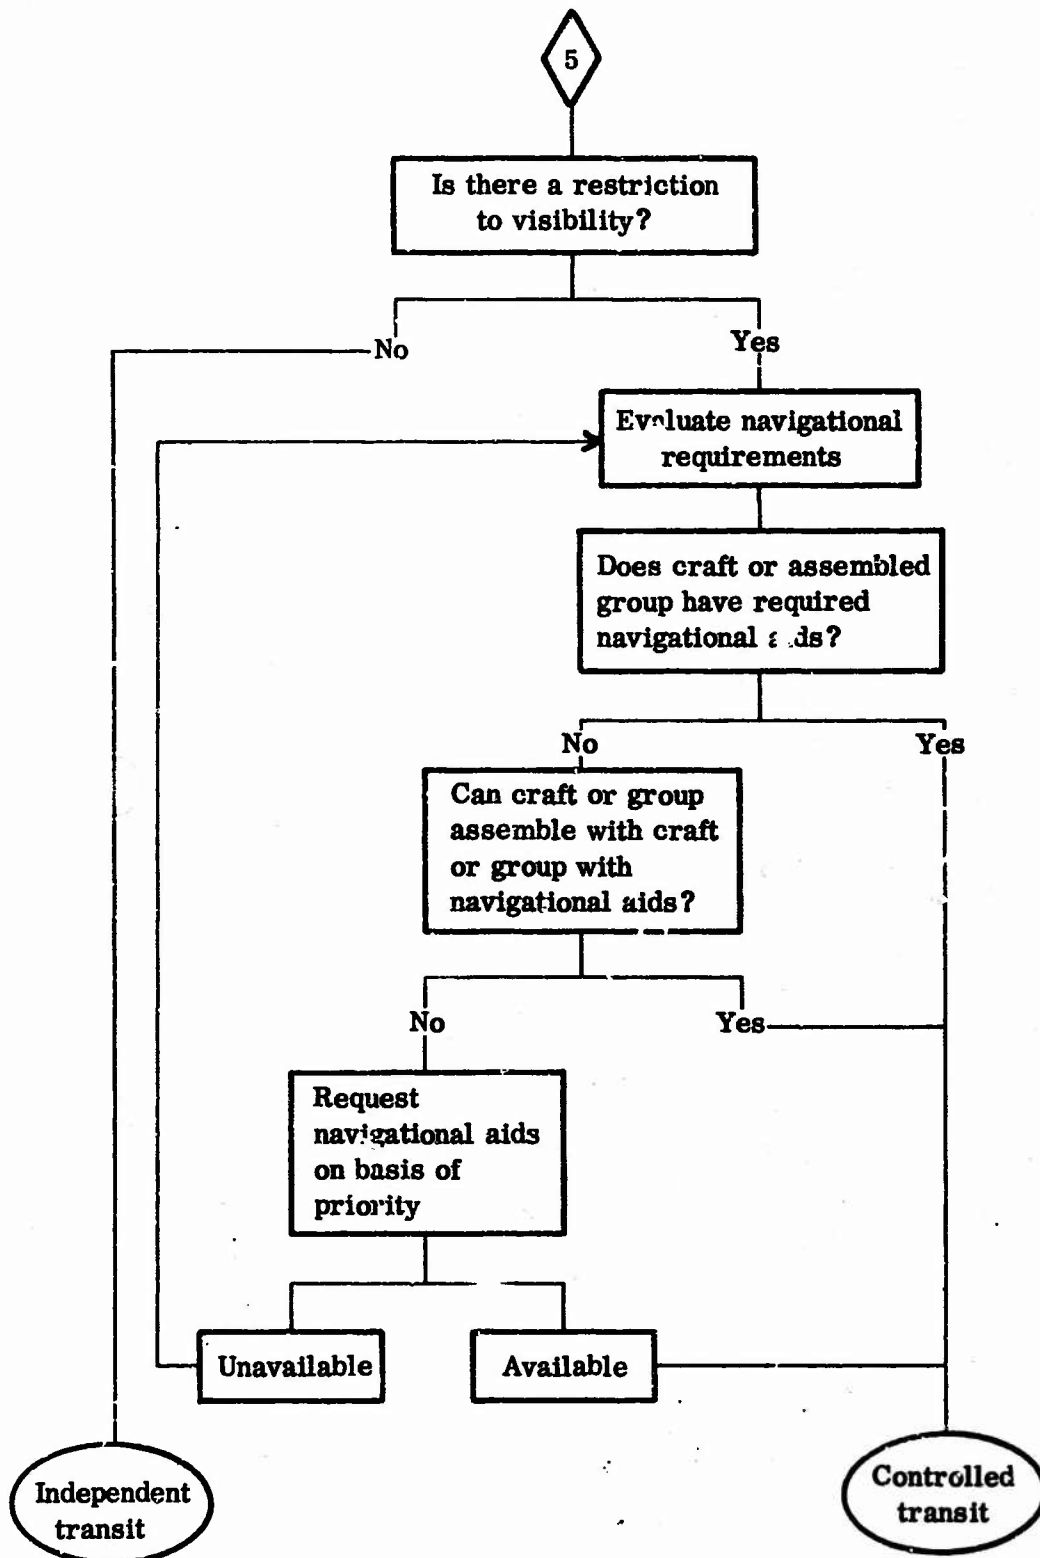 5
Is there a restriction
to visibility?
No
Yes
Evaluate navigational
requirements
Does craft or assembled
group have required
navigational aids?
No
Yes
Can craft or group
assemble with craft
or group with
navigational aids?
No
Yes
Request
navigational aids
on basis of
priority
Unavailable
Available
Independent
transit
Controlled
transit